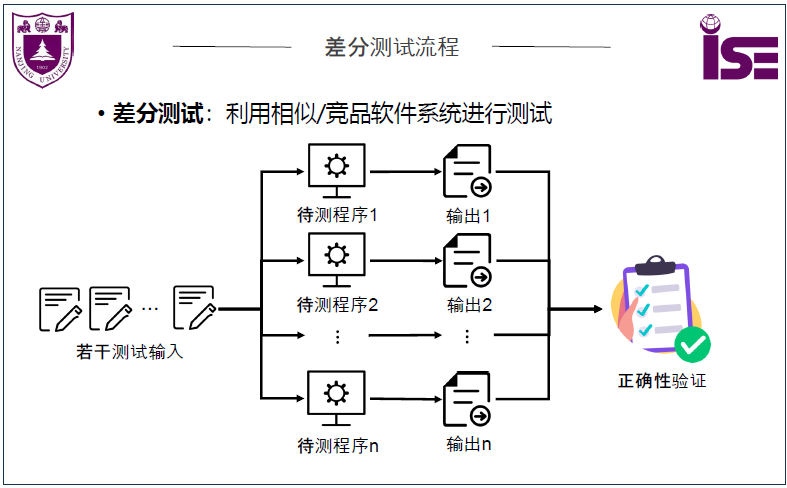 差分测试流程
NANJING UNIVERSITY
1902
iSE
• 差分测试：利用相似/竞品软件系统进行测试
待测程序1
输出1
待测程序2
输出2
...
若干测试输入
⋮
⋮
正确性验证
待测程序n
输出n